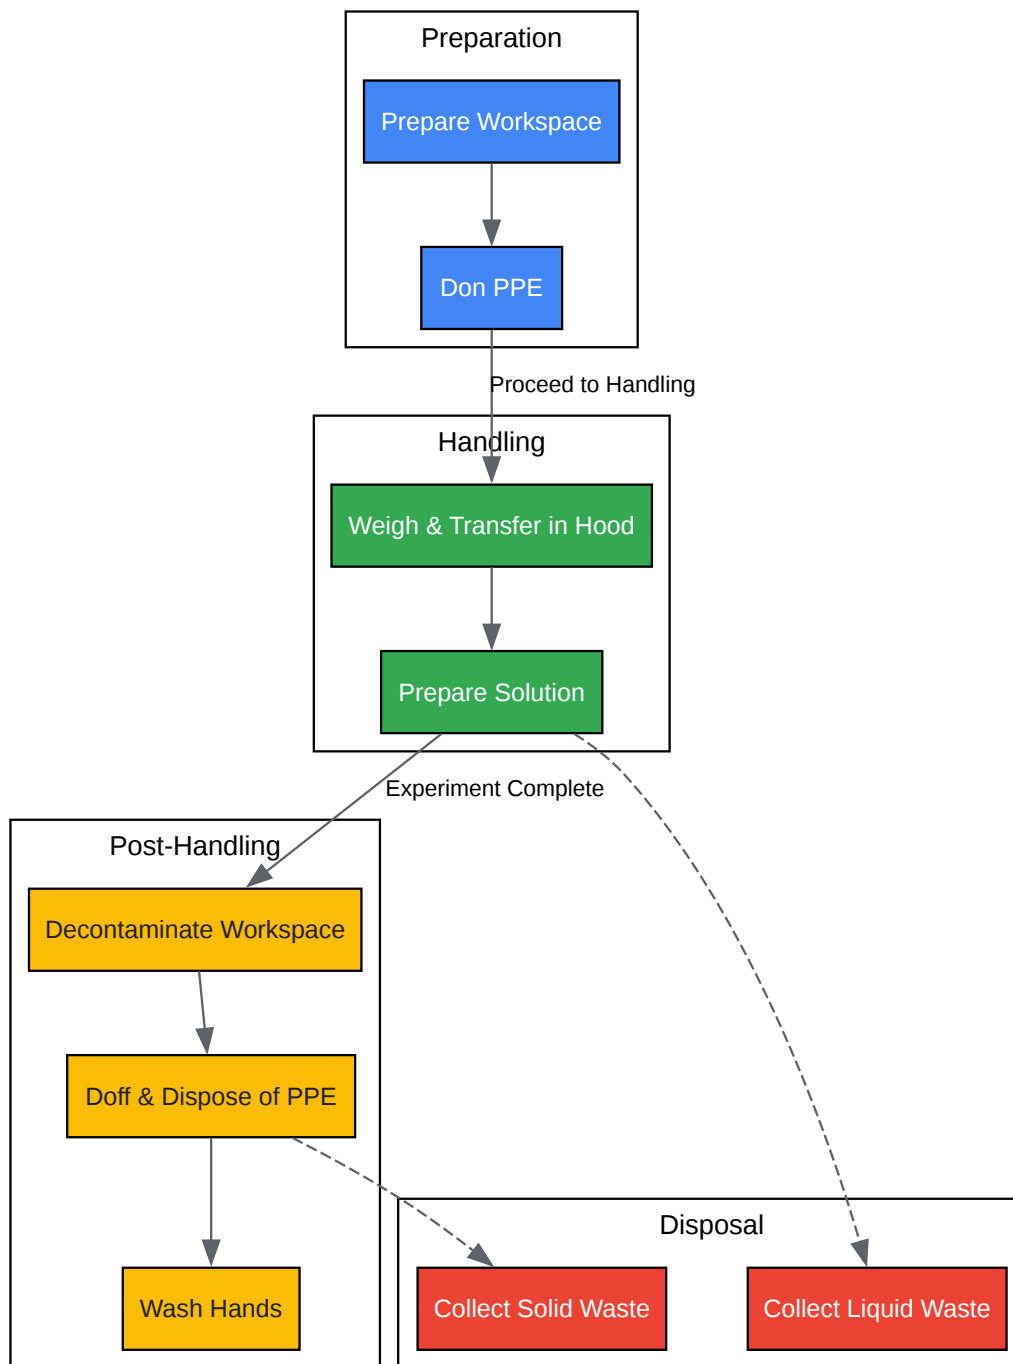 Preparation
Prepare Workspace
Don PPE
Proceed to Handling
Handling
Weigh & Transfer in Hood
Prepare Solution
Experiment Complete
Post-Handling
Decontaminate Workspace
Doff & Dispose of PPE
Wash Hands
Disposal
Collect Solid Waste
Collect Liquid Waste